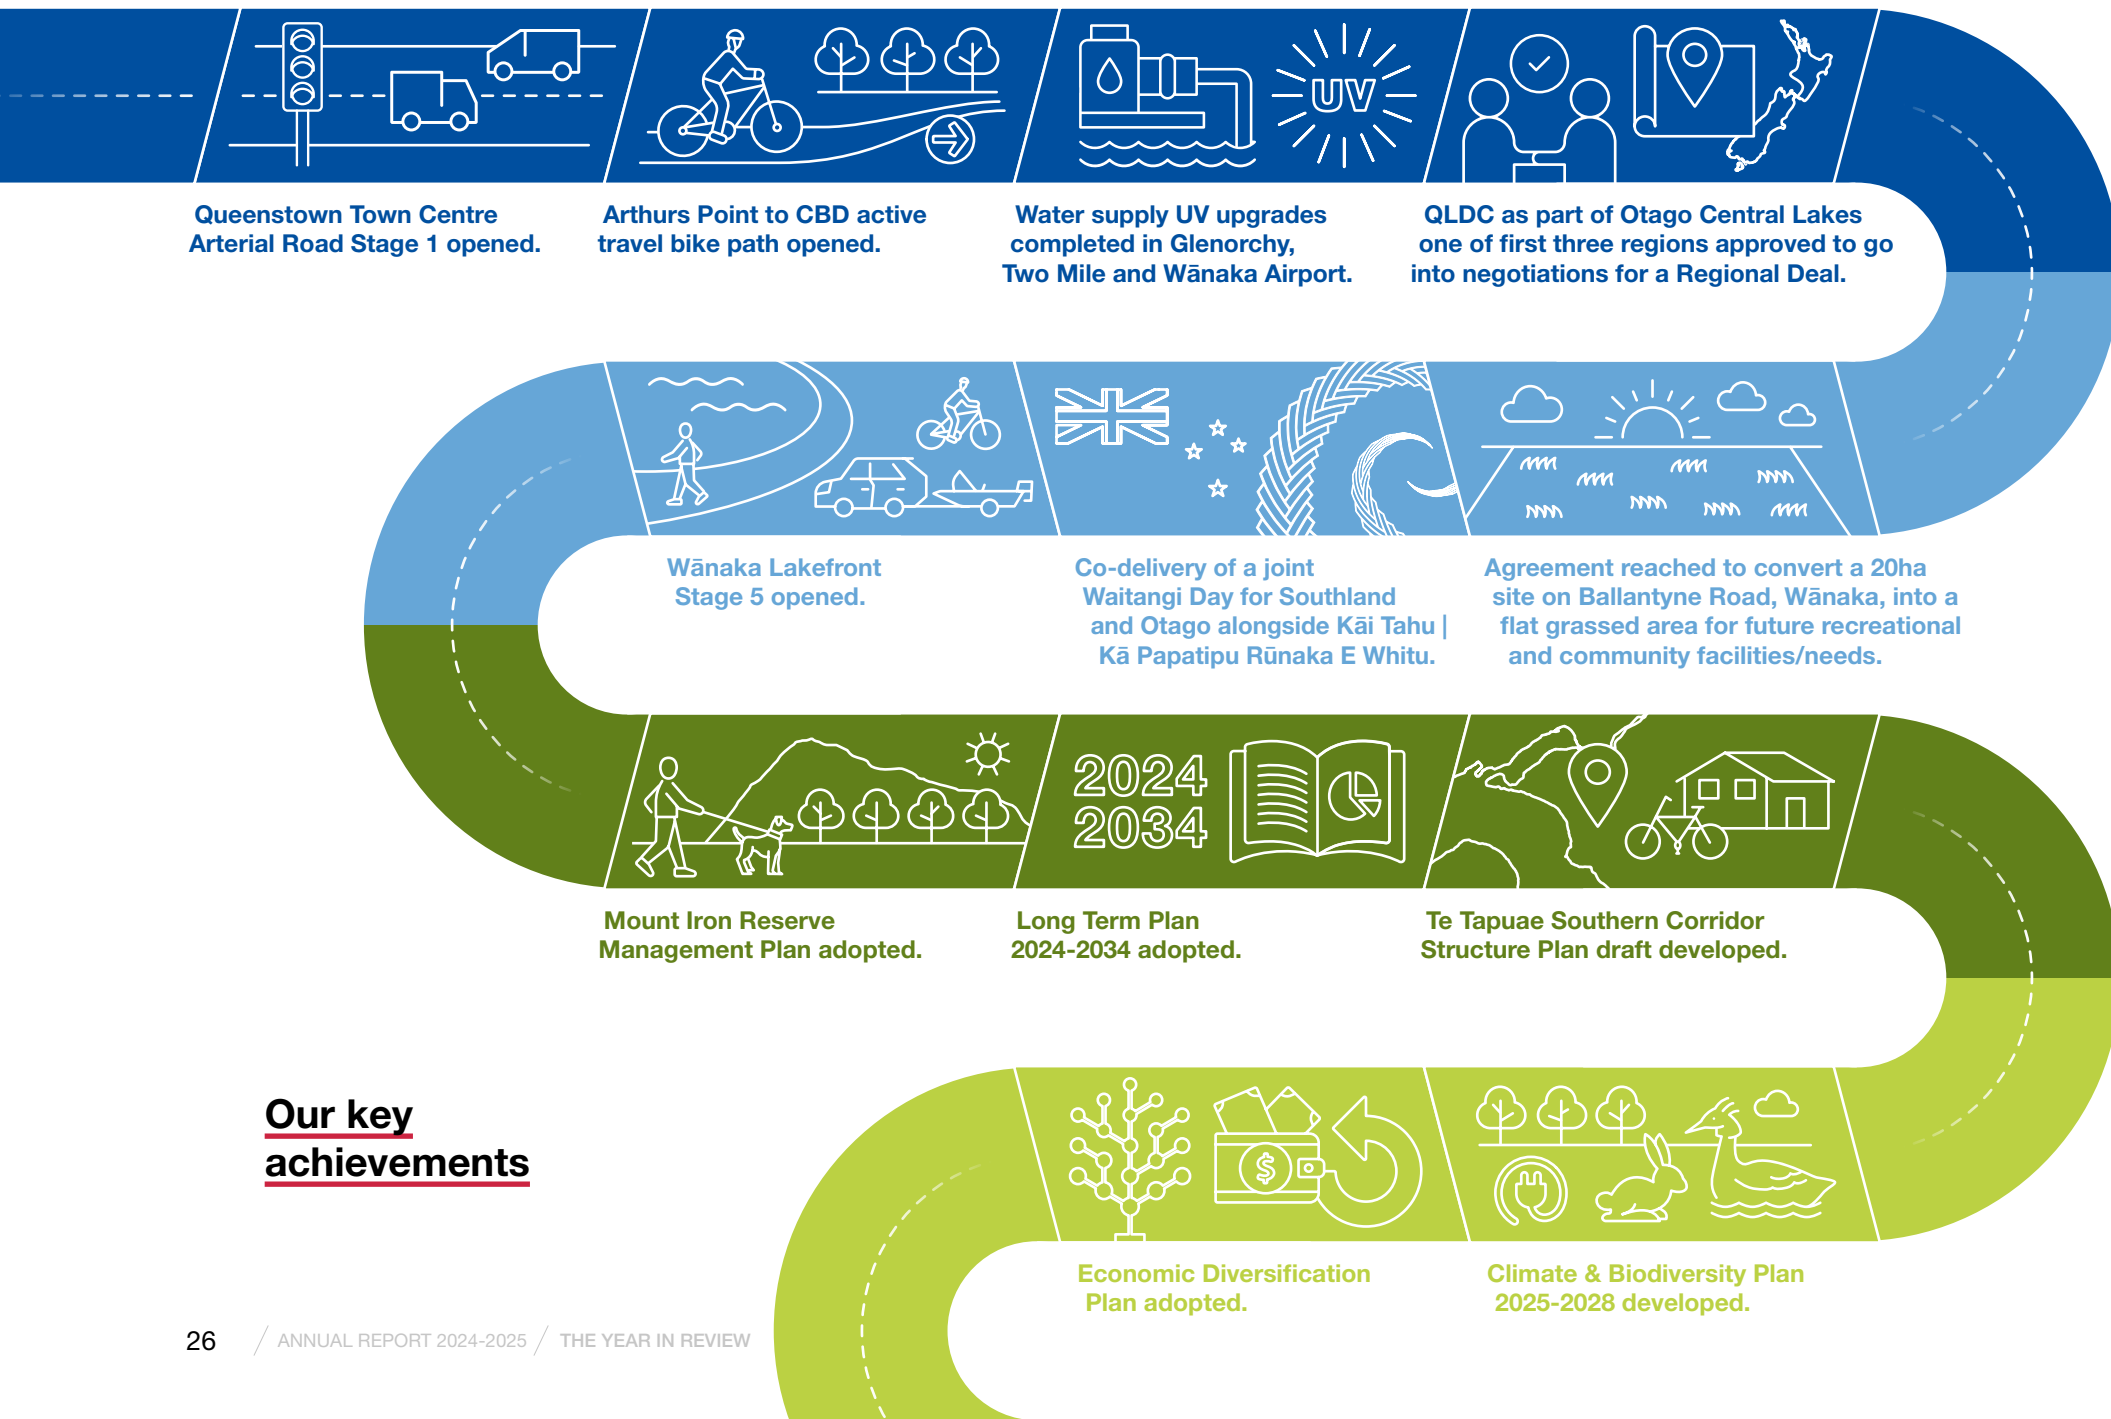 UV
Queenstown Town Centre
Arterial Road Stage 1 opened.
Arthurs Point to CBD active
travel bike path opened.
Water supply UV upgrades
completed in Glenorchy,
Two Mile and Wānaka Airport.
QLDC as part of Otago Central Lakes
one of first three regions approved to go
into negotiations for a Regional Deal.
Wānaka Lakefront
Stage 5 opened.
Co-delivery of a joint
Waitangi Day for Southland
and Otago alongside Kāi Tahu |
Kā Papatipu Rūnaka E Whitu.
Agreement reached to convert a 20ha
site on Ballantyne Road, Wānaka, into a
flat grassed area for future recreational
and community facilities/needs.
2024
2034
Mount Iron Reserve
Management Plan adopted.
Long Term Plan
2024-2034 adopted.
Te Tapuae Southern Corridor
Structure Plan draft developed.
Our key
achievements
$
Economic Diversification
Plan adopted.
Climate & Biodiversity Plan
2025-2028 developed.
26 / ANNUAL REPORT 2024-2025 / THE YEAR IN REVIEW